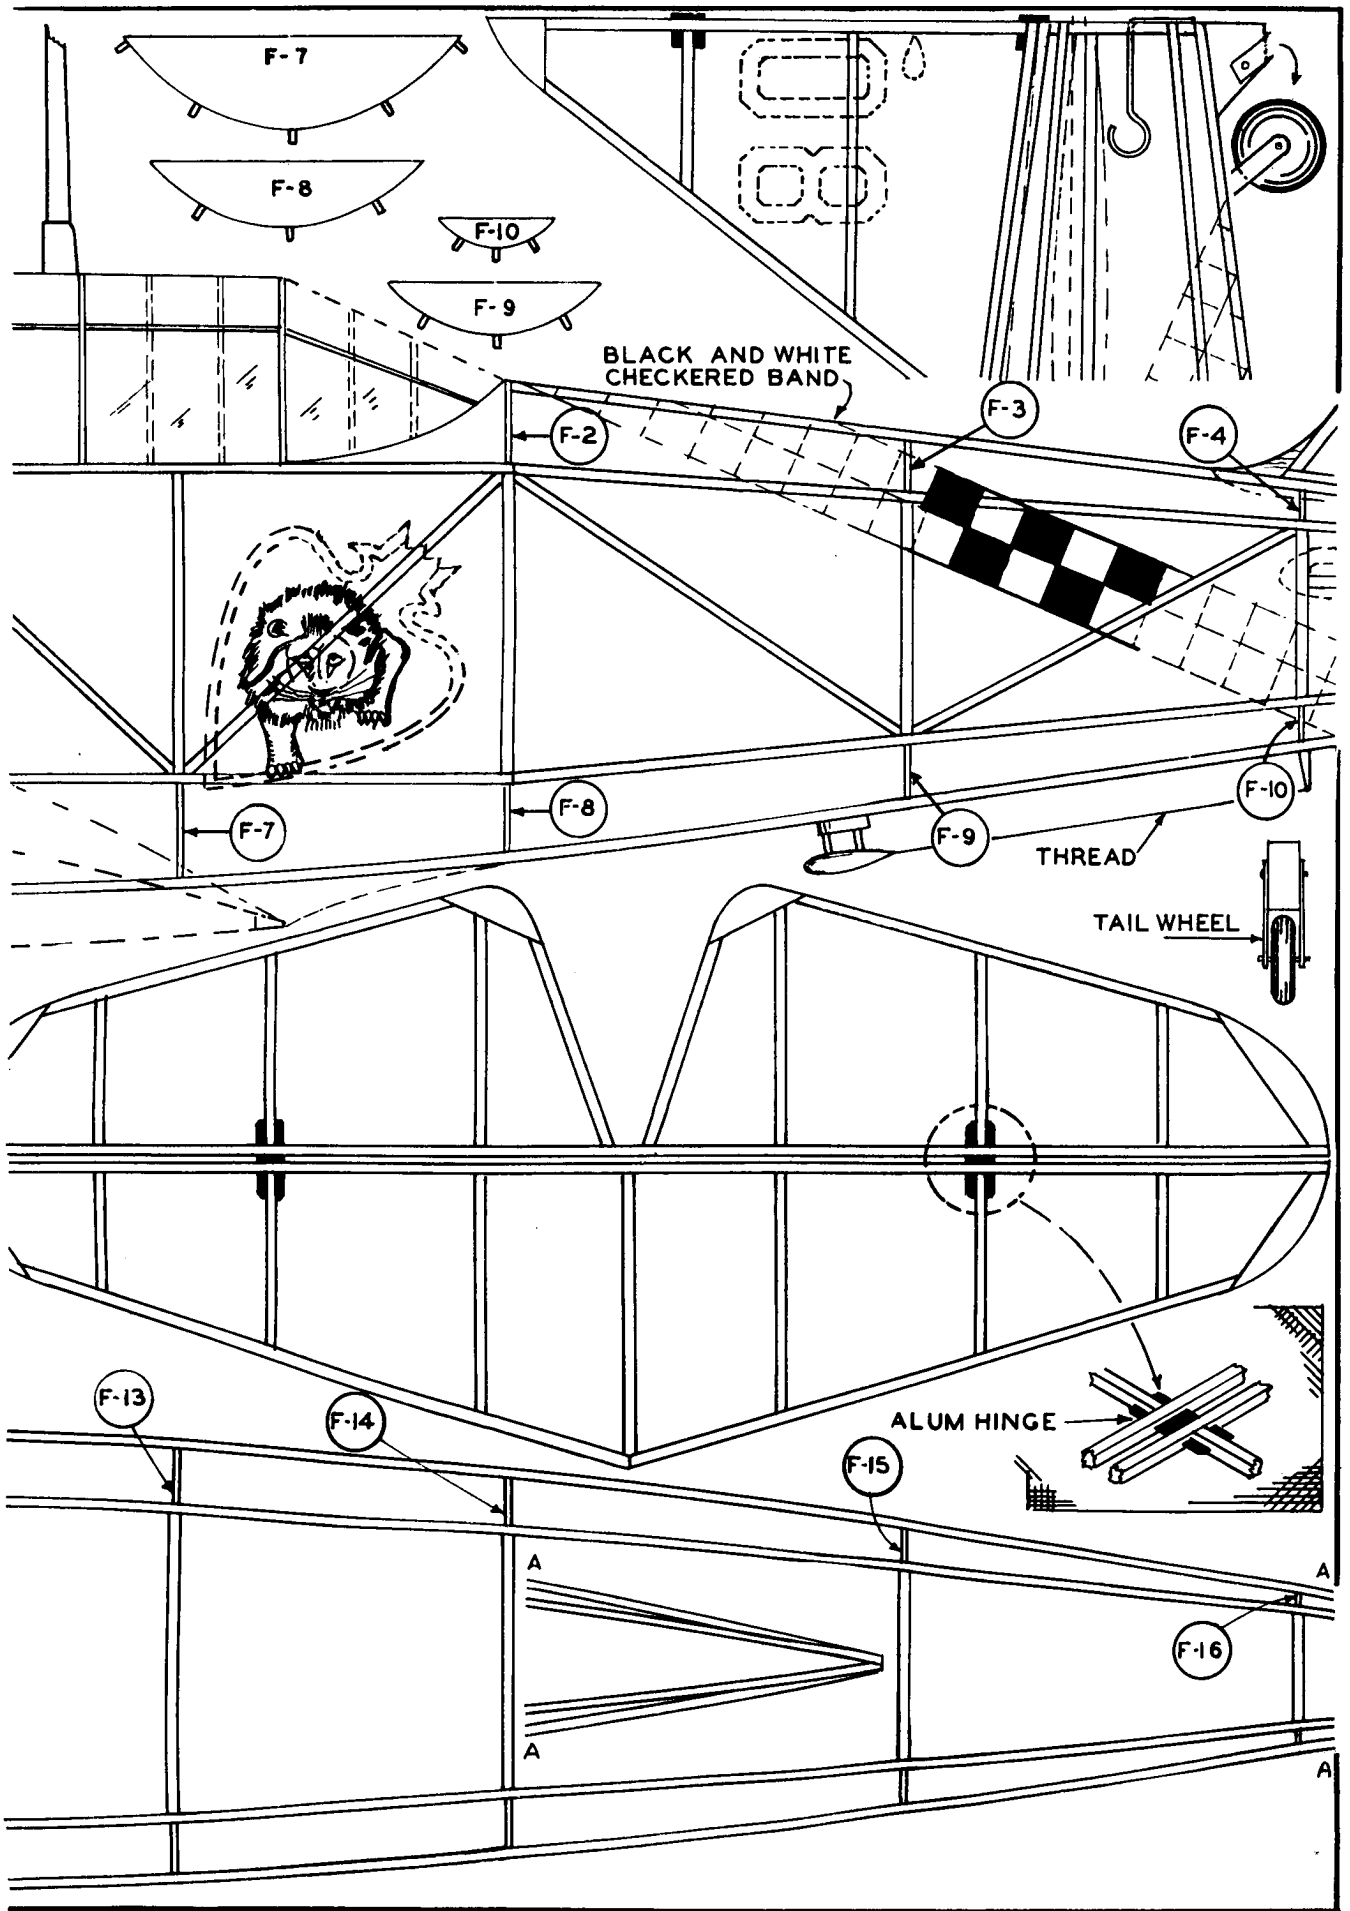 F-7
F-8
F-10
F-9
BLACK AND WHITE
CHECKERED BAND
F-3
F-2
F-4
F-7
F-8
F-9
F-10
THREAD
TAIL WHEEL
F-13
F-14
ALUM HINGE
F-15
A
A
F-16
A
A